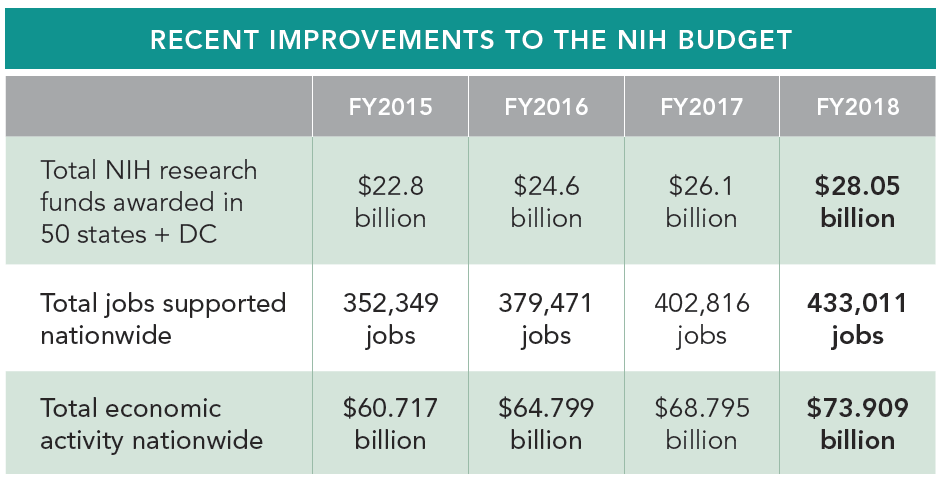 RECENT IMPROVEMENTS TO THE NIH BUDGET
FY2015 FY2016 FY2017 FY2018
Total NIH research
funds awarded in
50 states + DC
$22.8
billion
$24.6
billion
$26.1
billion
$28.05
billion
Total jobs supported
nationwide
352,349
jobs
379,471
jobs
402,816
jobs
433,011
jobs
Total economic
activity nationwide
$60.717
billion
$64.799
billion
$68.795
billion
$73.909
billion